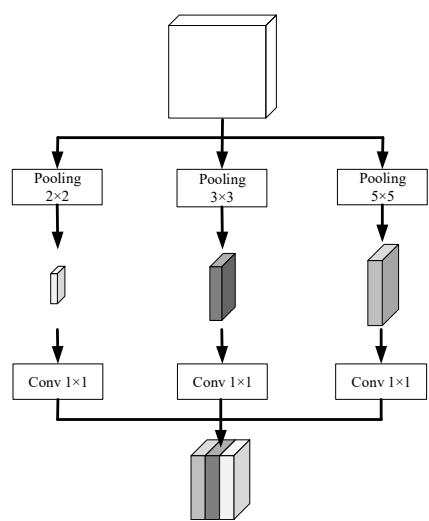 Pooling
2×2
Pooling
3×3
Pooling
5×5
Conv 1×1
Conv 1×1
Conv 1×1